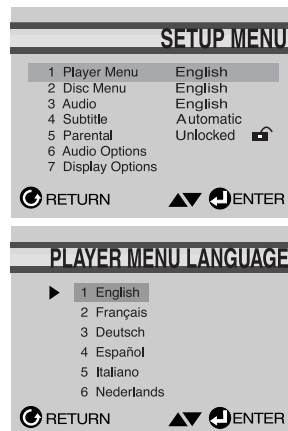 SETUP MENU
1 Player Menu English
2 Disc Menu English
3 Audio English
4 Subtitle Automatic
5 Parental Unlocked
6 Audio Options
7 Display Options
RETURN ENTER
PLAYER MENU LANGUAGE
1 English
2 Français
3 Deutsch
4 Español
5 Italiano
6 Nederlands
RETURN ENTER